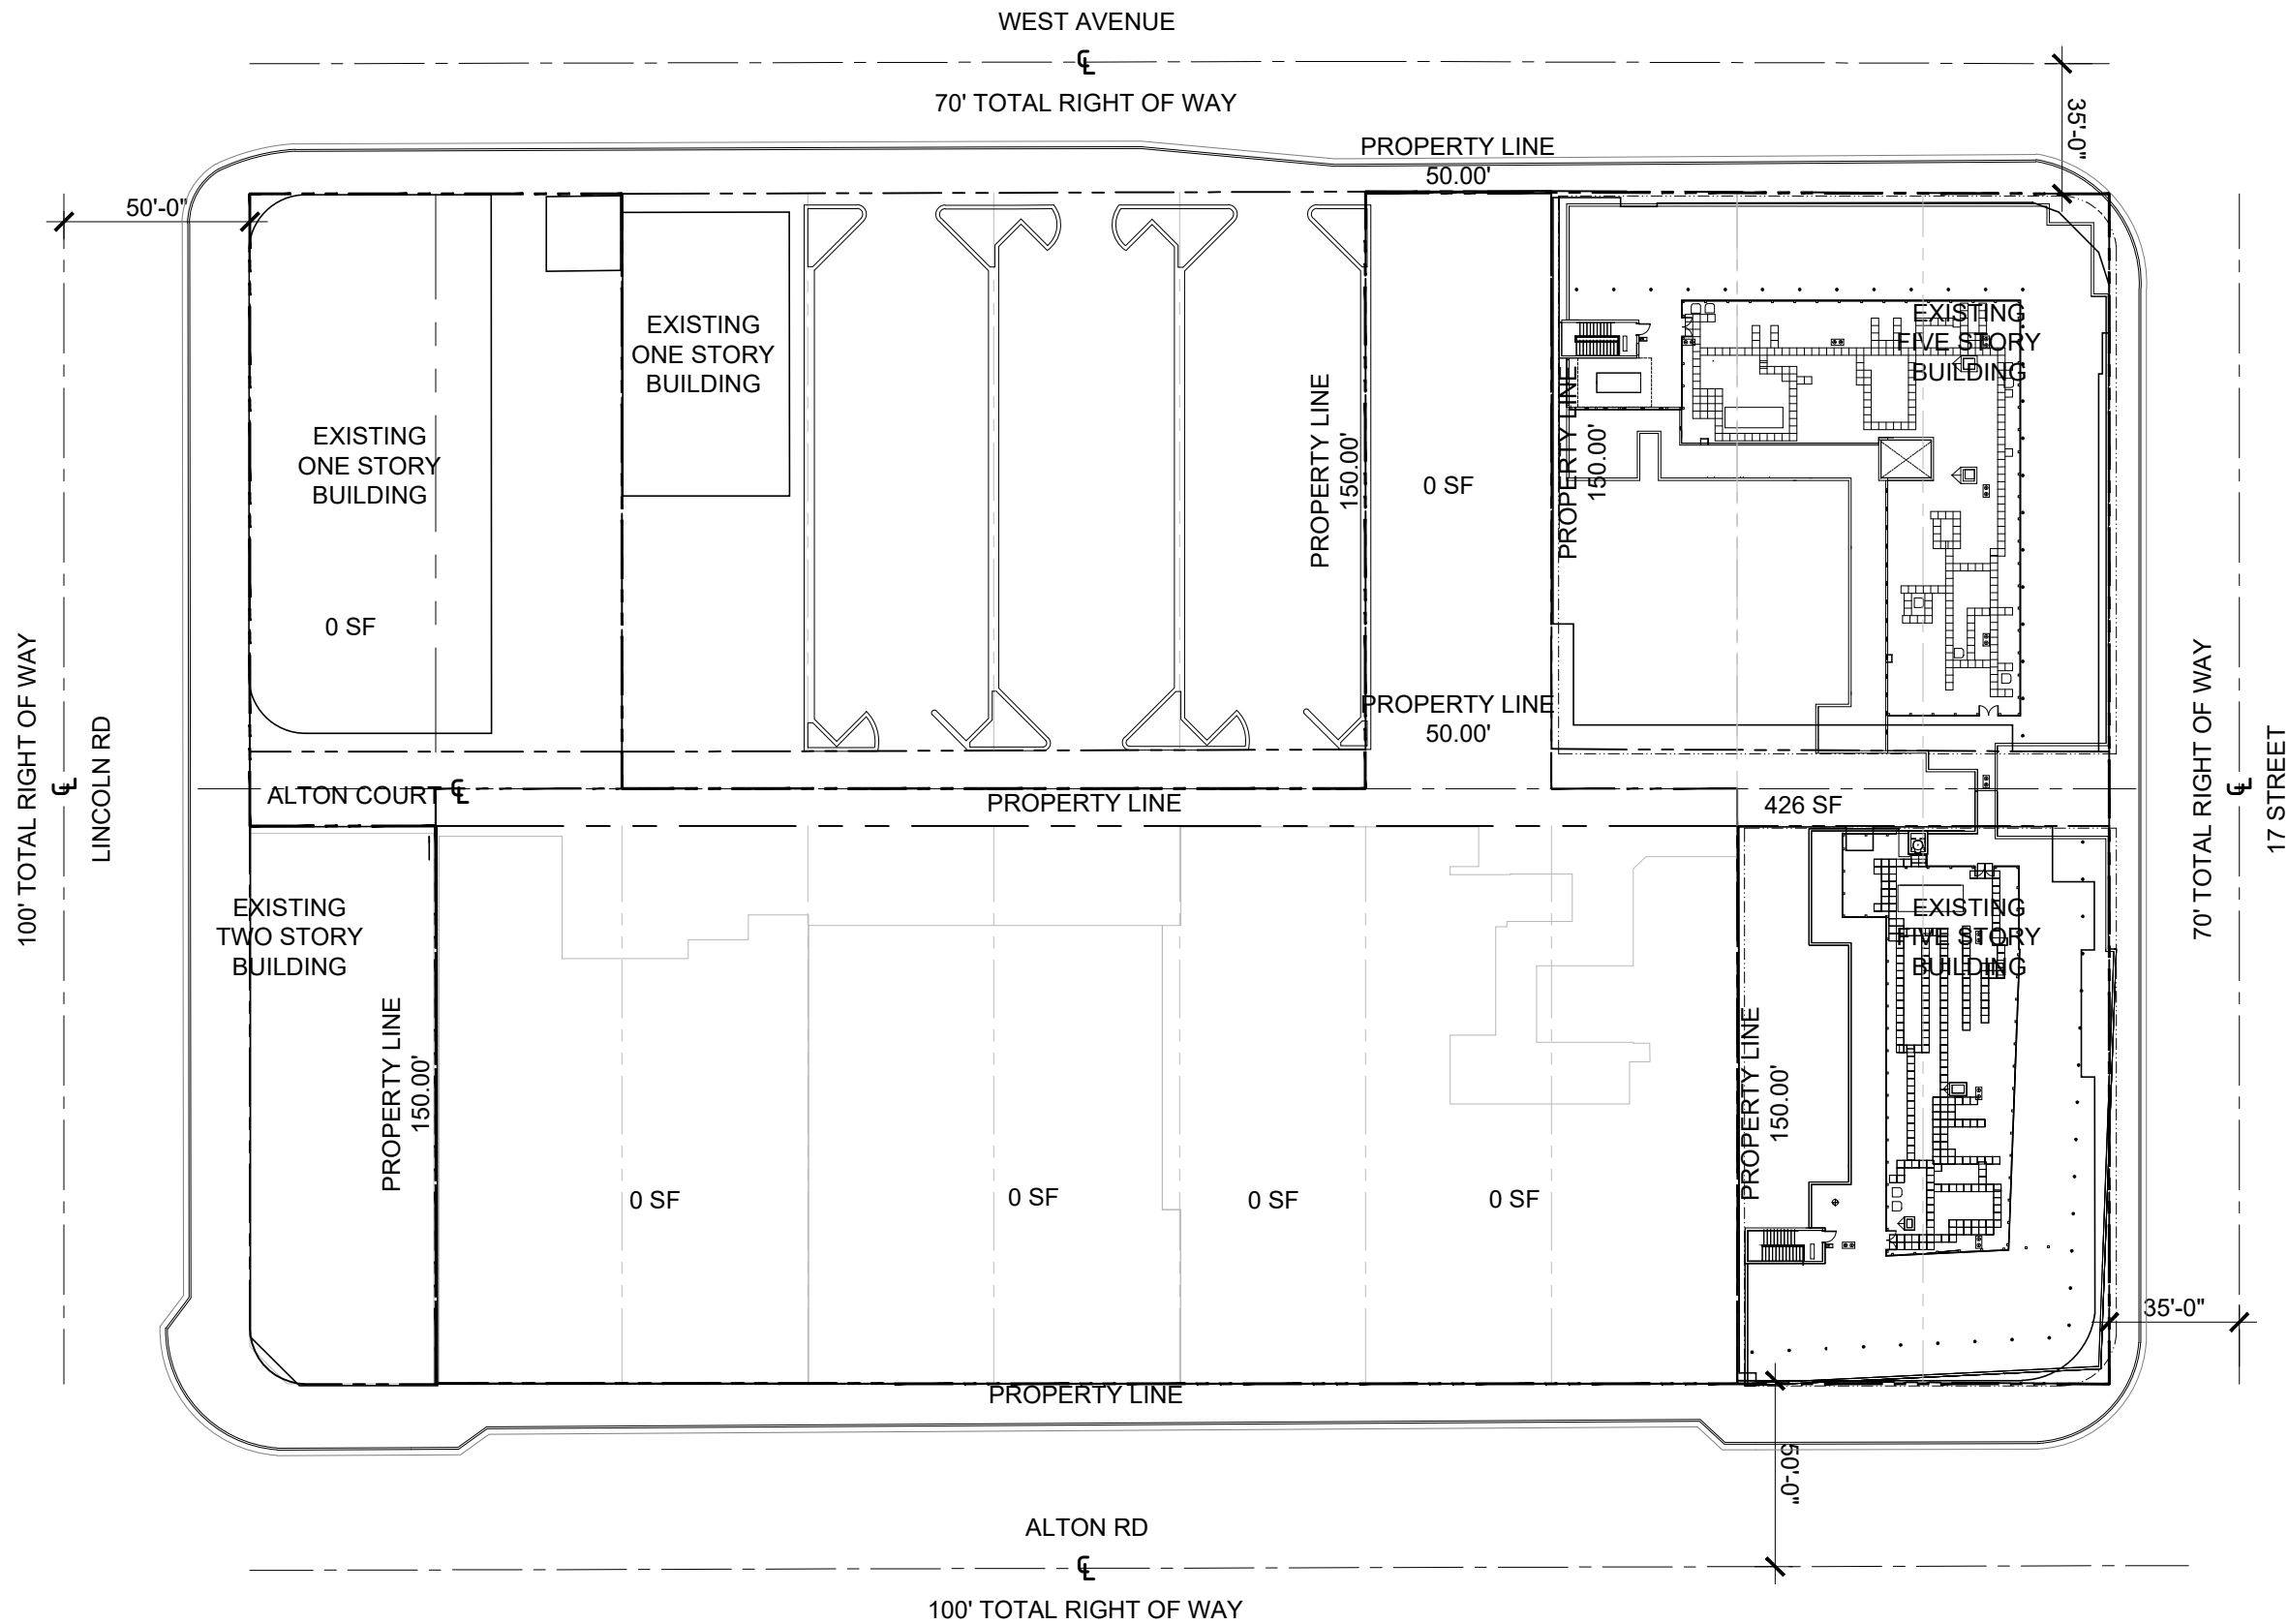 WEST AVENUE
70' TOTAL RIGHT OF WAY
35'-0"
PROPERTY LINE
50.00'
50'-0"
EXISTING
ONE STORY
BUILDING
EXISTING
FIVE STORY
BUILDING
EXISTING
ONE STORY
BUILDING
PROPERTY LINE
150.00'
0 SF
PROPERTY LINE
150.00'
0 SF
100' TOTAL RIGHT OF WAY
LINCOLN RD
PROPERTY LINE
50.00'
70' TOTAL RIGHT OF WAY
17 STREET
ALTON COURT
PROPERTY LINE
426 SF
EXISTING
TWO STORY
BUILDING
EXISTING
FIVE STORY
BUILDING
PROPERTY LINE
150.00'
PROPERTY LINE
150.00'
0 SF
0 SF
0 SF
0 SF
35'-0"
PROPERTY LINE
50'-0"
ALTON RD
100' TOTAL RIGHT OF WAY